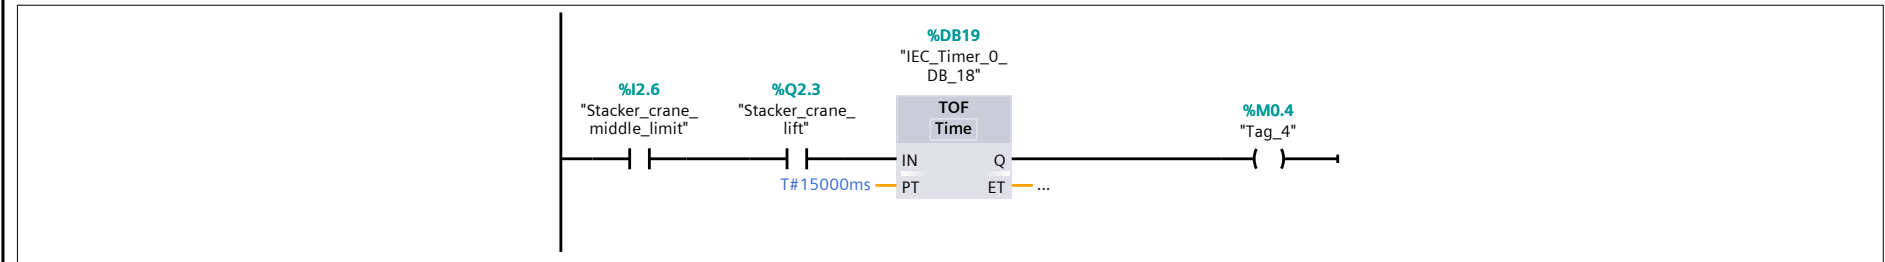 %DB19
"IEC_Timer_0_
DB_18"
%I2.6
"Stacker_crane_
middle_limit"
%Q2.3
"Stacker_crane_
lift"
TOF
Time
%M0.4
"Tag_4"
IN
Q
T#15000ms
PT
ET
...